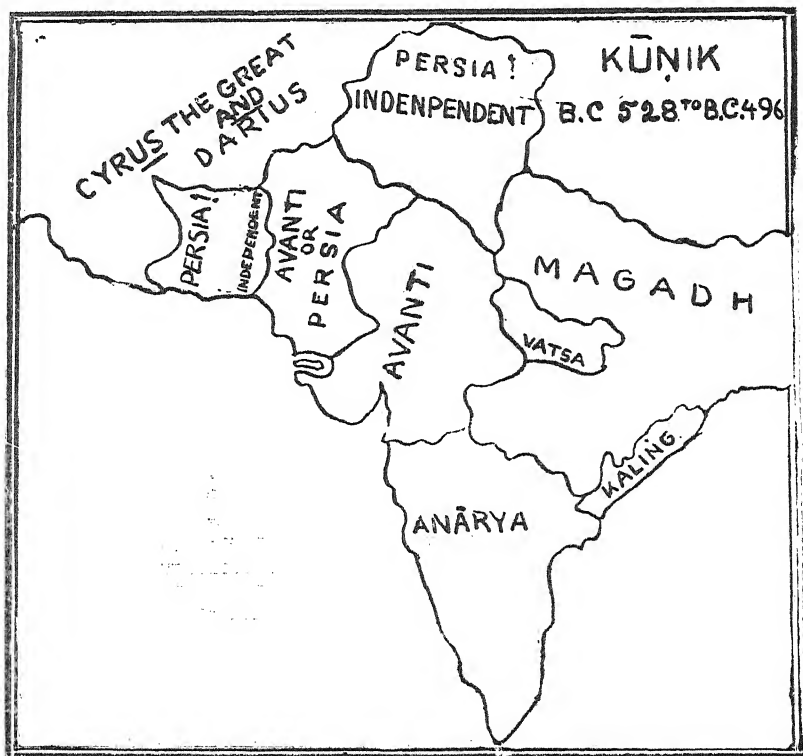 KŪṆIK
B.C 528 TO B.C. 496
CYRUS THE GREAT
AND
DARIUS
PERSIA!
INDENPENDENT
PERSIA!
INDEPENDENT
AVANTI
OR
PERSIA
AVANTI
MAGADH
VATSA
KALING
ANĀRYA